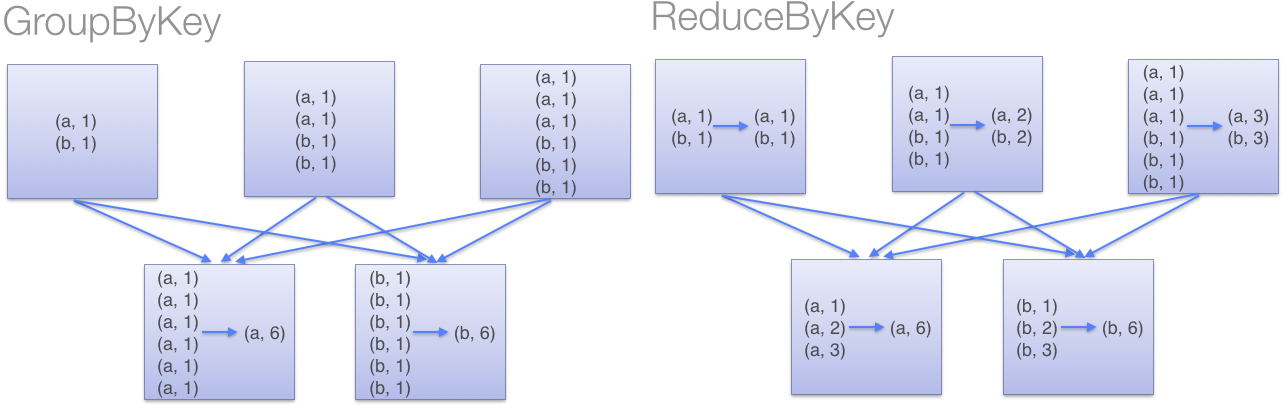 GroupByKey
(a, 1)
(b, 1)
(a, 1)
(a, 1)
(b, 1)
(b, 1)
(a, 1)
(a, 1)
(a, 1)
(b, 1)
(b, 1)
(b, 1)
(a, 1)
(a, 1)
(a, 1)
(a, 1)
(a, 1)
(a, 1)
(a, 6)
(b, 1)
(b, 1)
(b, 1)
(b, 1)
(b, 1)
(b, 1)
(b, 6)
ReduceByKey
(a, 1)
(b, 1)
(a, 1)
(b, 1)
(a, 1)
(a, 1)
(b, 1)
(b, 1)
(a, 2)
(b, 2)
(a, 1)
(a, 1)
(a, 1)
(b, 1)
(b, 1)
(b, 1)
(a, 3)
(b, 3)
(a, 1)
(a, 2)
(a, 3)
(a, 6)
(b, 1)
(b, 2)
(b, 3)
(b, 6)